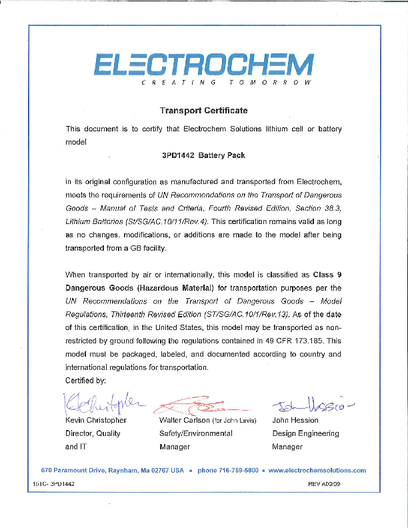 ELECTROCHEM
CREATING TOMORROW
Transport Certificate
This document is to certify that Electrochem Solutions lithium cell or battery
model
3PD1442 Battery Pack
in its original configuration as manufactured and transported from Electrochem,
meets the requirements of UN Recommendations on the Transport of Dangerous
Goods – Manual of Tests and Criteria, Fourth Revised Edition, Section 38.3,
Lithium Batteries (St/SG/AC.10/11/Rev.4). This certification remains valid as long
as no changes, modifications, or additions are made to the model after being
transported from a GB facility.
When transported by air or internationally, this model is classified as Class 9
Dangerous Goods (Hazardous Material) for transportation purposes per the
UN Recommendations on the Transport of Dangerous Goods – Model
Regulations, Thirteenth Revised Edition (ST/SG/AC.10/1/Rev.13). As of the date
of this certification, in the United States, this model may be transported as non-
restricted by ground following the regulations contained in 49 CFR 173.185. This
model must be packaged, labeled, and documented according to country and
international regulations for transportation.
Certified by:
Kevin Christopher Walter Carlson (for John Lewis) John Hession
Director, Quality Safety/Environmental Design Engineering
and IT Manager Manager
670 Paramount Drive, Raynham, Ma 02767 USA • phone 716-759-5800 • www.electrochemsolutions.com
3PD1442 REV A02/09